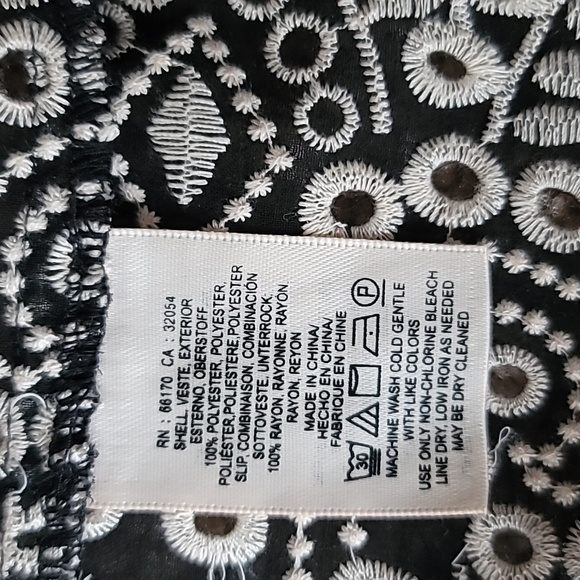 RN : 66170 CA : 32054
SHELL, VESTE, EXTERIOR
ESTERNO, OBERSTOFF
100% POLYESTER, POLYESTER,
POLIÉSTER,POLIESTERE,POLYESTER
SLIP, COMBINAISON, COMBINACIÓN
SOTTOVESTE, UNTERROCK:
100% RAYON, RAYONNE, RAYÓN,
RAYON, REYON
MADE IN CHINA/
HECHO EN CHINA/
FABRIQUE EN CHINE
30 P
MACHINE WASH COLD GENTLE
WITH LIKE COLORS
USE ONLY NON-CHLORINE BLEACH
LINE DRY, LOW IRON AS NEEDED
MAY BE DRY CLEANED